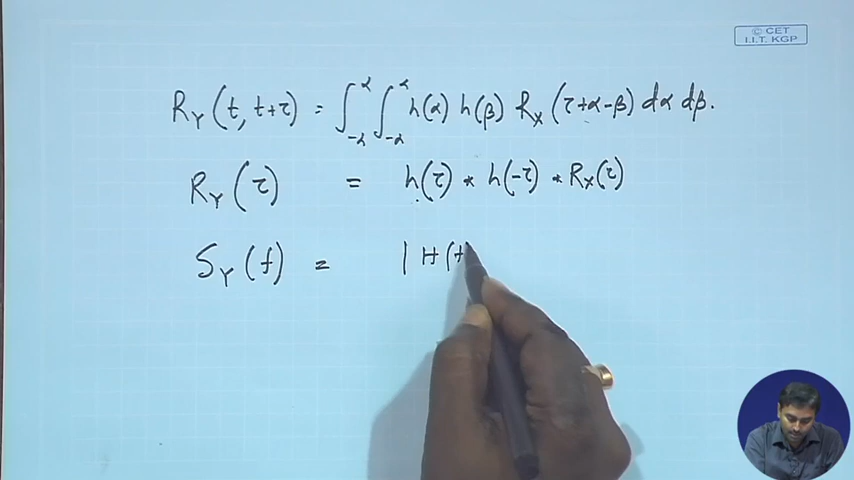 © CET
I.I.T. KGP
R_Y(t, t+τ) = ∫_{-α}^{α} ∫_{-α}^{α} h(α) h(β) R_X(τ+α-β) dα dβ.
R_Y(τ) = h(τ) * h(-τ) * R_X(τ)
S_Y(f) = | H(f